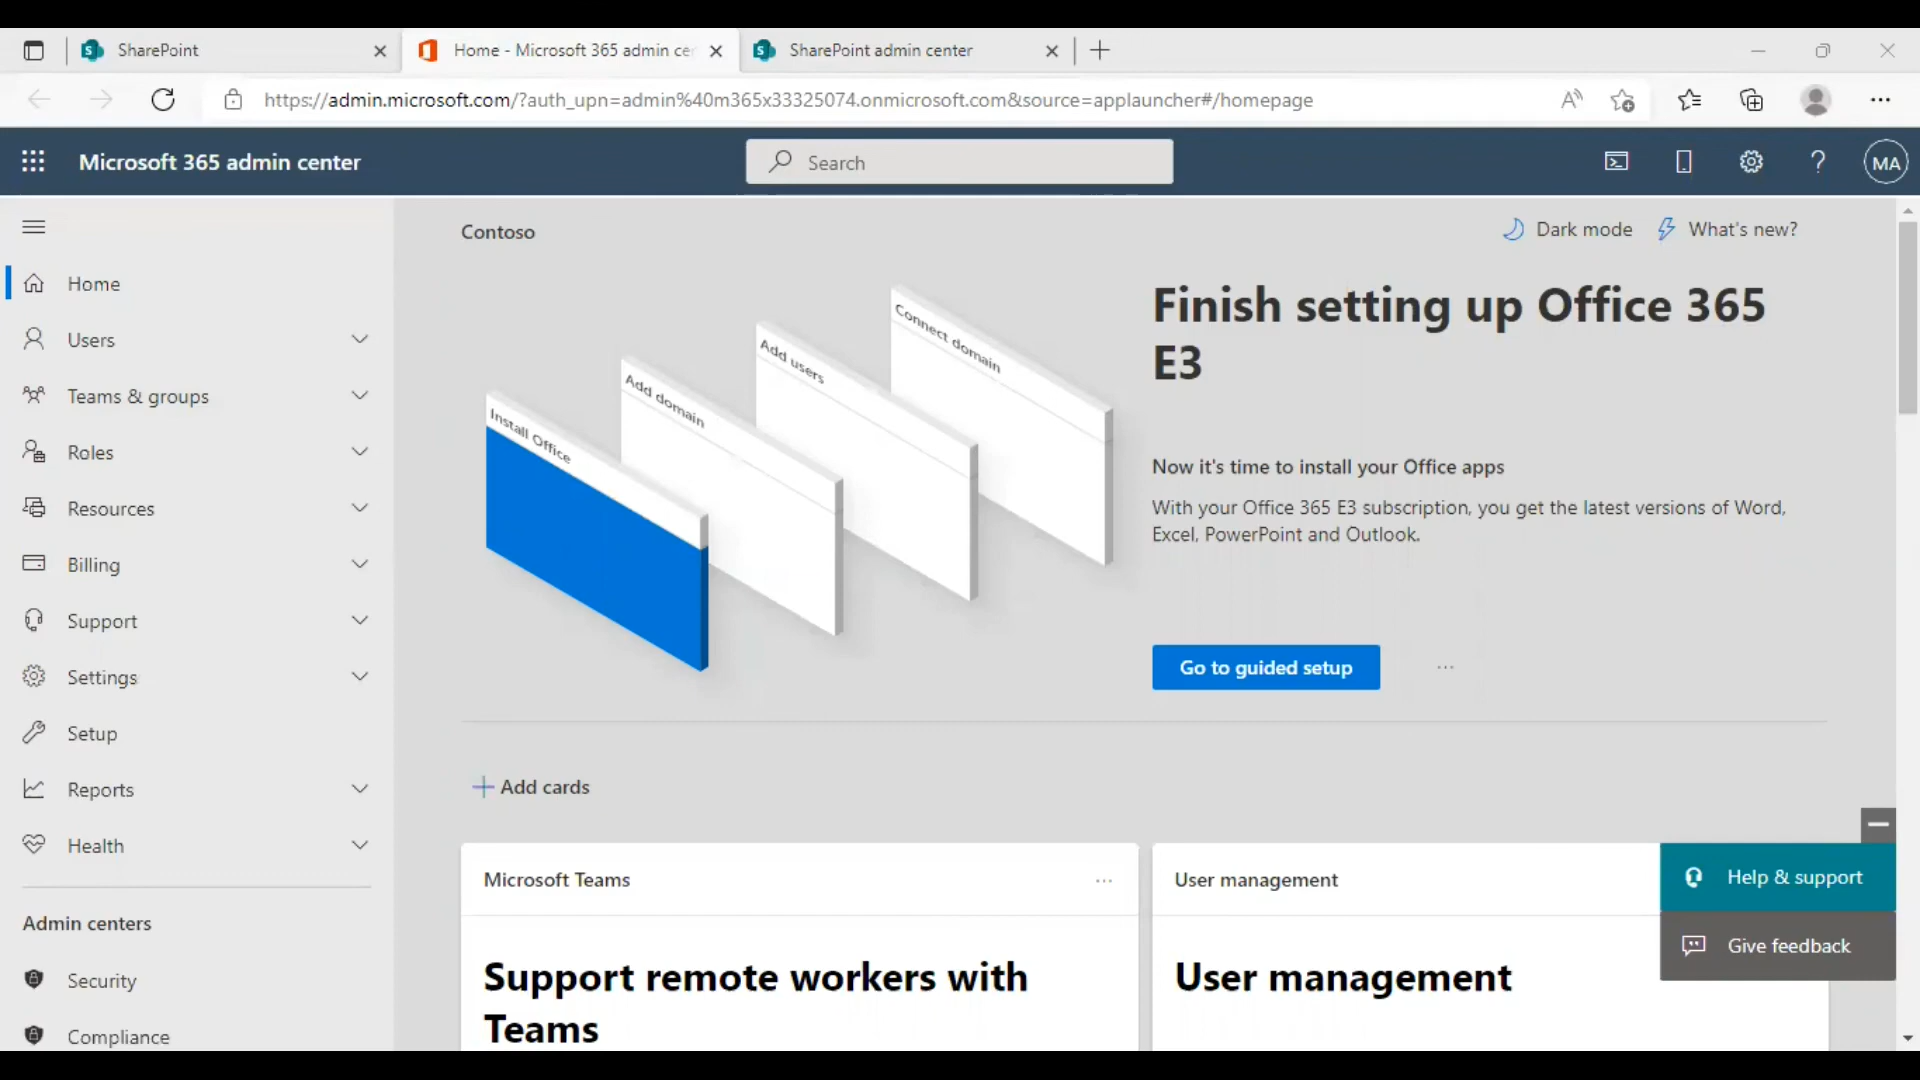 SharePoint
Home - Microsoft 365 admin cer
SharePoint admin center
https://admin.microsoft.com/?auth_upn=admin%40m365x33325074.onmicrosoft.com&source=applauncher#/homepage
Microsoft 365 admin center
Search
MA
Contoso
Dark mode
What's new?
Home
Users
Teams & groups
Roles
Resources
Billing
Support
Settings
Setup
Reports
Health
Admin centers
Security
Compliance
Install Office
Add domain
Add users
Connect domain
Finish setting up Office 365
E3
Now it's time to install your Office apps
With your Office 365 E3 subscription, you get the latest versions of Word,
Excel, PowerPoint and Outlook.
Go to guided setup
Add cards
Microsoft Teams
Support remote workers with
Teams
User management
User management
Help & support
Give feedback